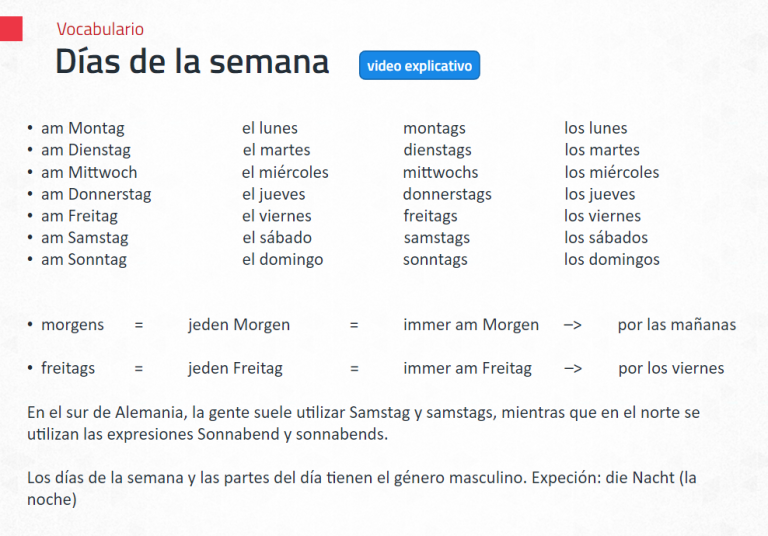 Vocabulario
Días de la semana
video explicativo
• am Montag el lunes montags los lunes
• am Dienstag el martes dienstags los martes
• am Mittwoch el miércoles mittwochs los miércoles
• am Donnerstag el jueves donnerstags los jueves
• am Freitag el viernes freitags los viernes
• am Samstag el sábado samstags los sábados
• am Sonntag el domingo sonntags los domingos
• morgens = jeden Morgen = immer am Morgen –> por las mañanas
• freitags = jeden Freitag = immer am Freitag –> por los viernes
En el sur de Alemania, la gente suele utilizar Samstag y samstags, mientras que en el norte se
utilizan las expresiones Sonnabend y sonnabends.
Los días de la semana y las partes del día tienen el género masculino. Expeción: die Nacht (la
noche)